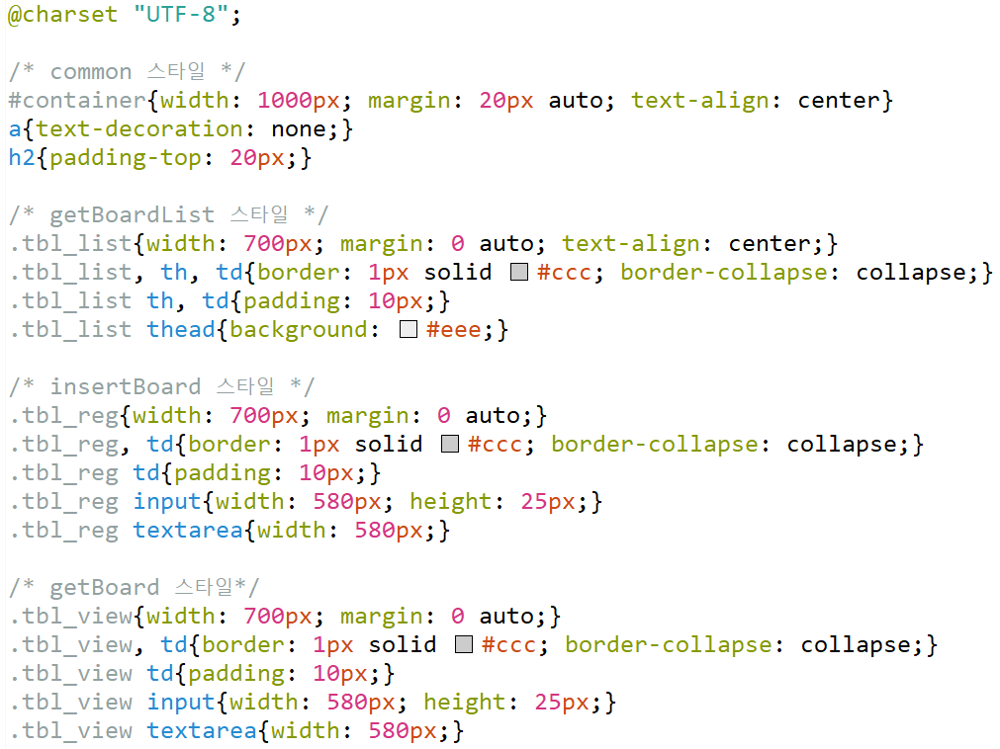 @charset "UTF-8";
/* common 스타일 */
#container{width: 1000px; margin: 20px auto; text-align: center}
a{text-decoration: none;}
h2{padding-top: 20px;}
/* getBoardList 스타일 */
.tbl_list{width: 700px; margin: 0 auto; text-align: center;}
.tbl_list, th, td{border: 1px solid #ccc; border-collapse: collapse;}
.tbl_list th, td{padding: 10px;}
.tbl_list thead{background: #eee;}
/* insertBoard 스타일 */
.tbl_reg{width: 700px; margin: 0 auto;}
.tbl_reg, td{border: 1px solid #ccc; border-collapse: collapse;}
.tbl_reg td{padding: 10px;}
.tbl_reg input{width: 580px; height: 25px;}
.tbl_reg textarea{width: 580px;}
/* getBoard 스타일*/
.tbl_view{width: 700px; margin: 0 auto;}
.tbl_view, td{border: 1px solid #ccc; border-collapse: collapse;}
.tbl_view td{padding: 10px;}
.tbl_view input{width: 580px; height: 25px;}
.tbl_view textarea{width: 580px;}